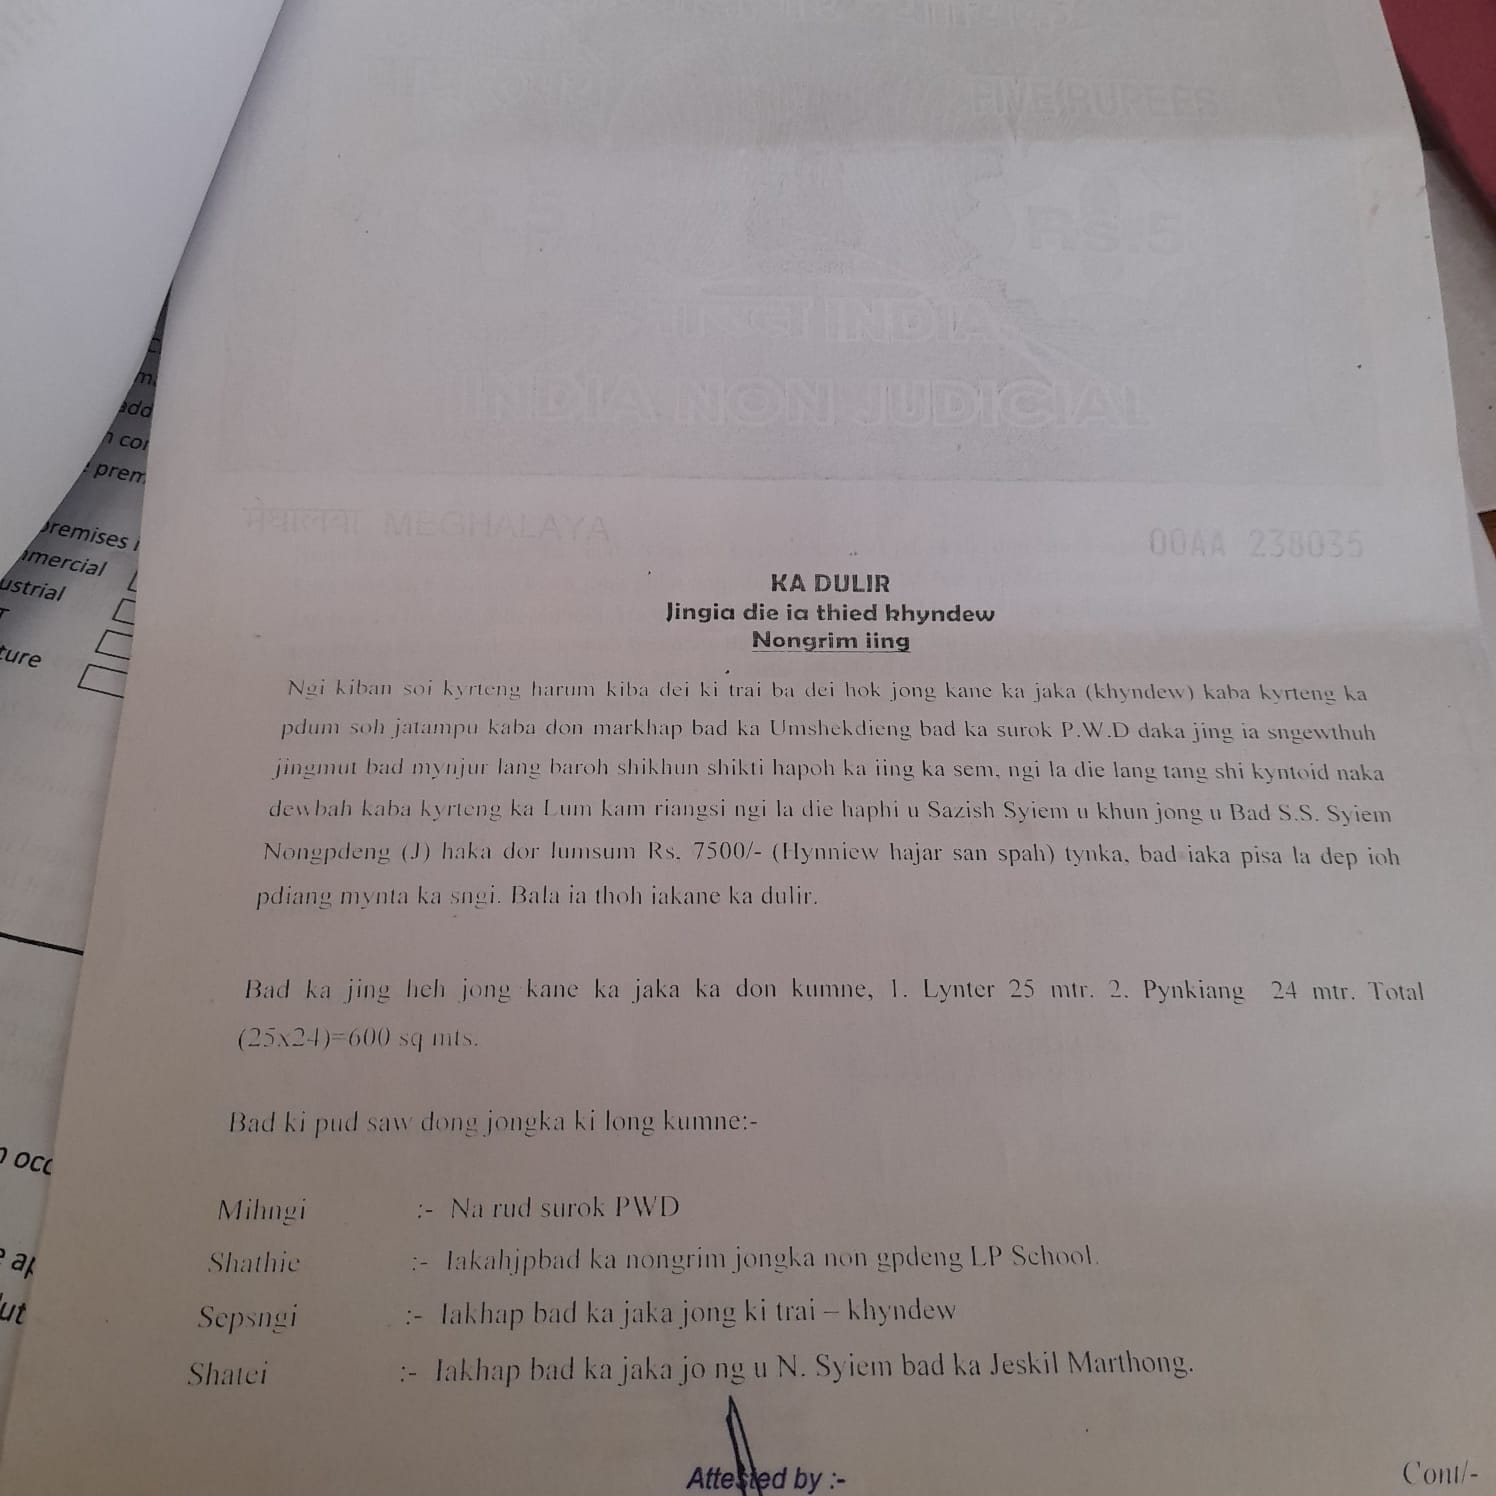 FIVE RUPEES
Rs.5
INDIA
INDIA NON JUDICIAL
मेघालया MEGHALAYA 00AA 238035
KA DULIR
Jingia die ia thied khyndew
Nongrim iing
Ngi kiban soi kyrteng harum kiba dei ki trai ba dei hok jong kane ka jaka (khyndew) kaba kyrteng ka
pdum soh jatampu kaba don markhap bad ka Umshekdieng bad ka surok P.W.D daka jing ia sngewthuh
jingmut bad mynjur lang baroh shikhun shikti hapoh ka iing ka sem, ngi la die lang tang shi kyntoid naka
dewbah kaba kyrteng ka Lum kam riangsi ngi la die haphi u Sazish Syiem u khun jong u Bad S.S. Syiem
Nongpdeng (J) haka dor lumsum Rs. 7500/- (Hynniew hajar san spah) tynka, bad iaka pisa la dep ioh
pdiang mynta ka sngi. Bala ia thoh iakane ka dulir.
Bad ka jing heh jong kane ka jaka ka don kumne, 1. Lynter 25 mtr. 2. Pynkiang 24 mtr. Total
(25x24)=600 sq mts.
Bad ki pud saw dong jongka ki long kumne:-
Mihngi :- Na rud surok PWD
Shathie :- Iakahjpbad ka nongrim jongka non gpdeng LP School.
Sepsngi :- Iakhap bad ka jaka jong ki trai – khyndew
Shatei :- Iakhap bad ka jaka jo ng u N. Syiem bad ka Jeskil Marthong.
Attested by :-
Cont/-
add
prem
premises
ustrial